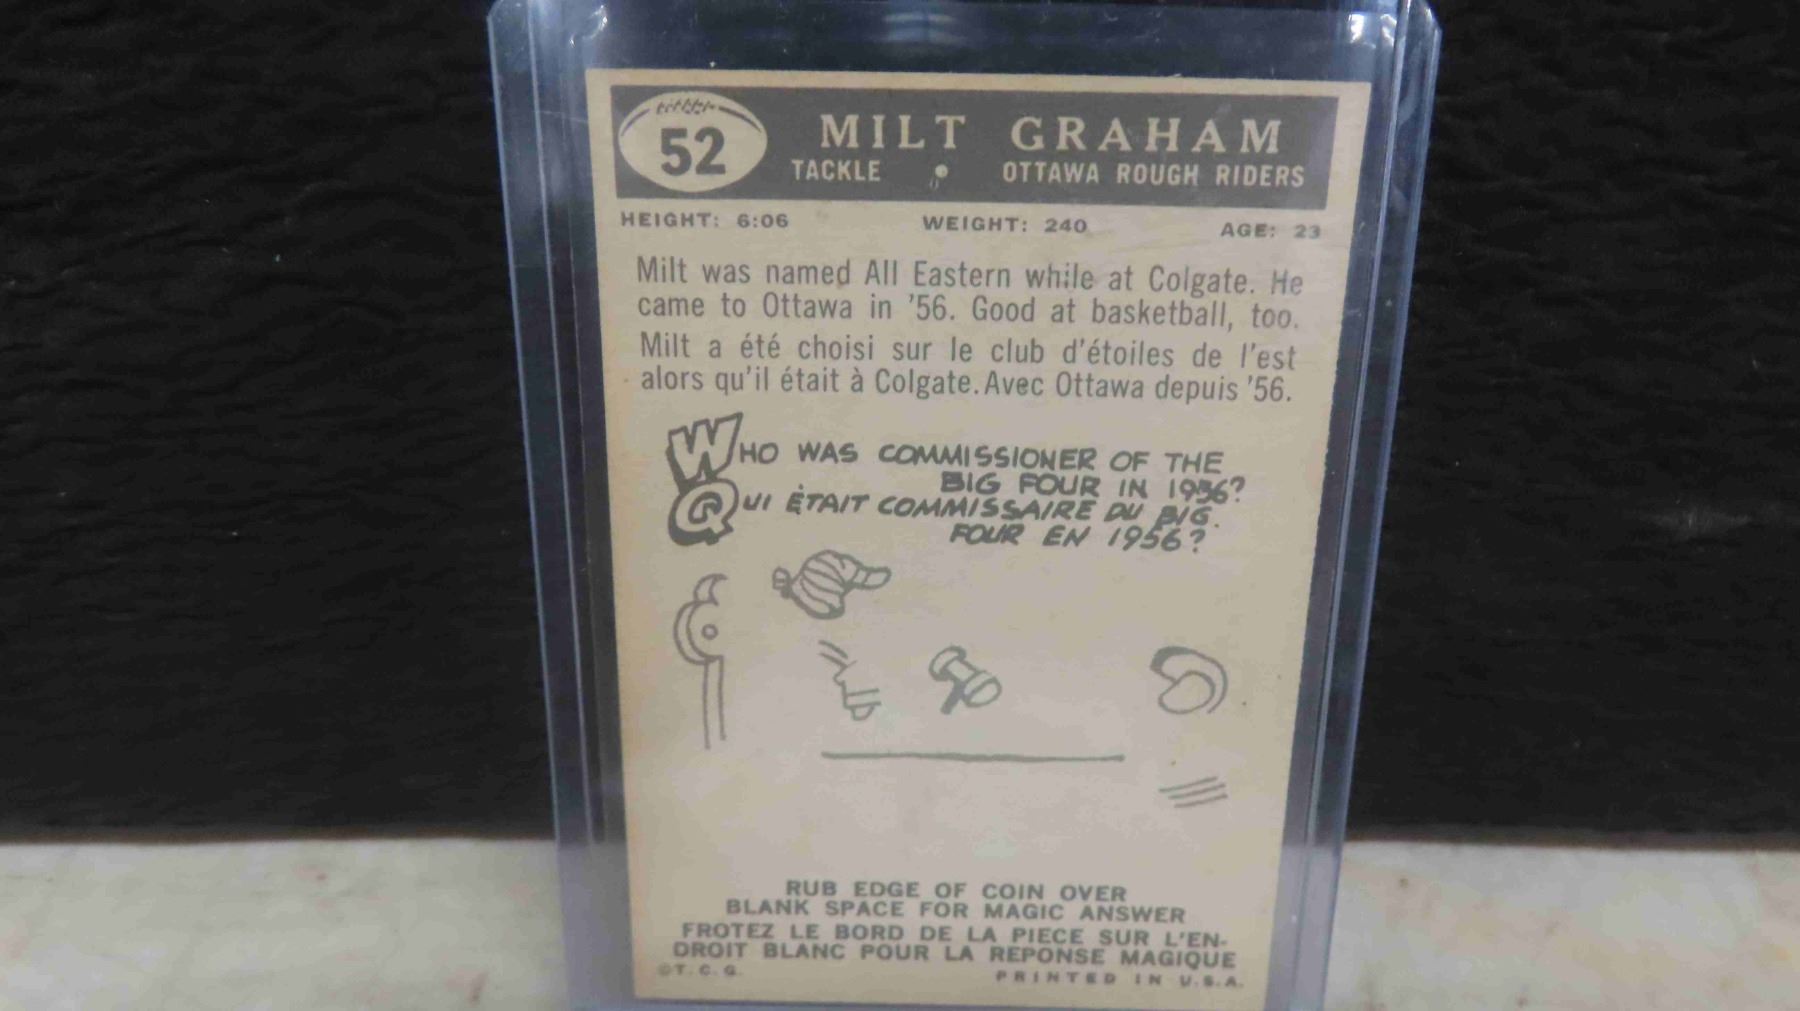 52
MILT GRAHAM
TACKLE • OTTAWA ROUGH RIDERS
HEIGHT: 6:06 WEIGHT: 240 AGE: 23
Milt was named All Eastern while at Colgate. He
came to Ottawa in '56. Good at basketball, too.
Milt a été choisi sur le club d'étoiles de l'est
alors qu'il était à Colgate. Avec Ottawa depuis '56.
WHO WAS COMMISSIONER OF THE
BIG FOUR IN 1956?
QUI ÉTAIT COMMISSAIRE DU BIG
FOUR EN 1956?
RUB EDGE OF COIN OVER
BLANK SPACE FOR MAGIC ANSWER
FROTEZ LE BORD DE LA PIECE SUR L'EN-
DROIT BLANC POUR LA REPONSE MAGIQUE
©T.C.G. PRINTED IN U.S.A.